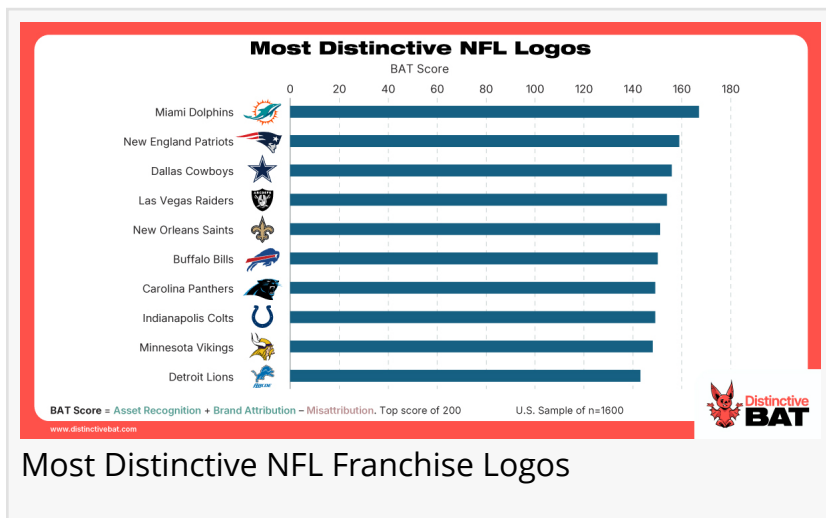 Most Distinctive NFL Logos
BAT Score
0 20 40 60 80 100 120 140 160 180
Miami Dolphins
New England Patriots
Dallas Cowboys
Las Vegas Raiders
New Orleans Saints
Buffalo Bills
Carolina Panthers
Indianapolis Colts
Minnesota Vikings
Detroit Lions
BAT Score = Asset Recognition + Brand Attribution – Misattribution. Top score of 200 U.S. Sample of n=1600
www.distinctivebat.com
Distinctive
BAT
Most Distinctive NFL Franchise Logos